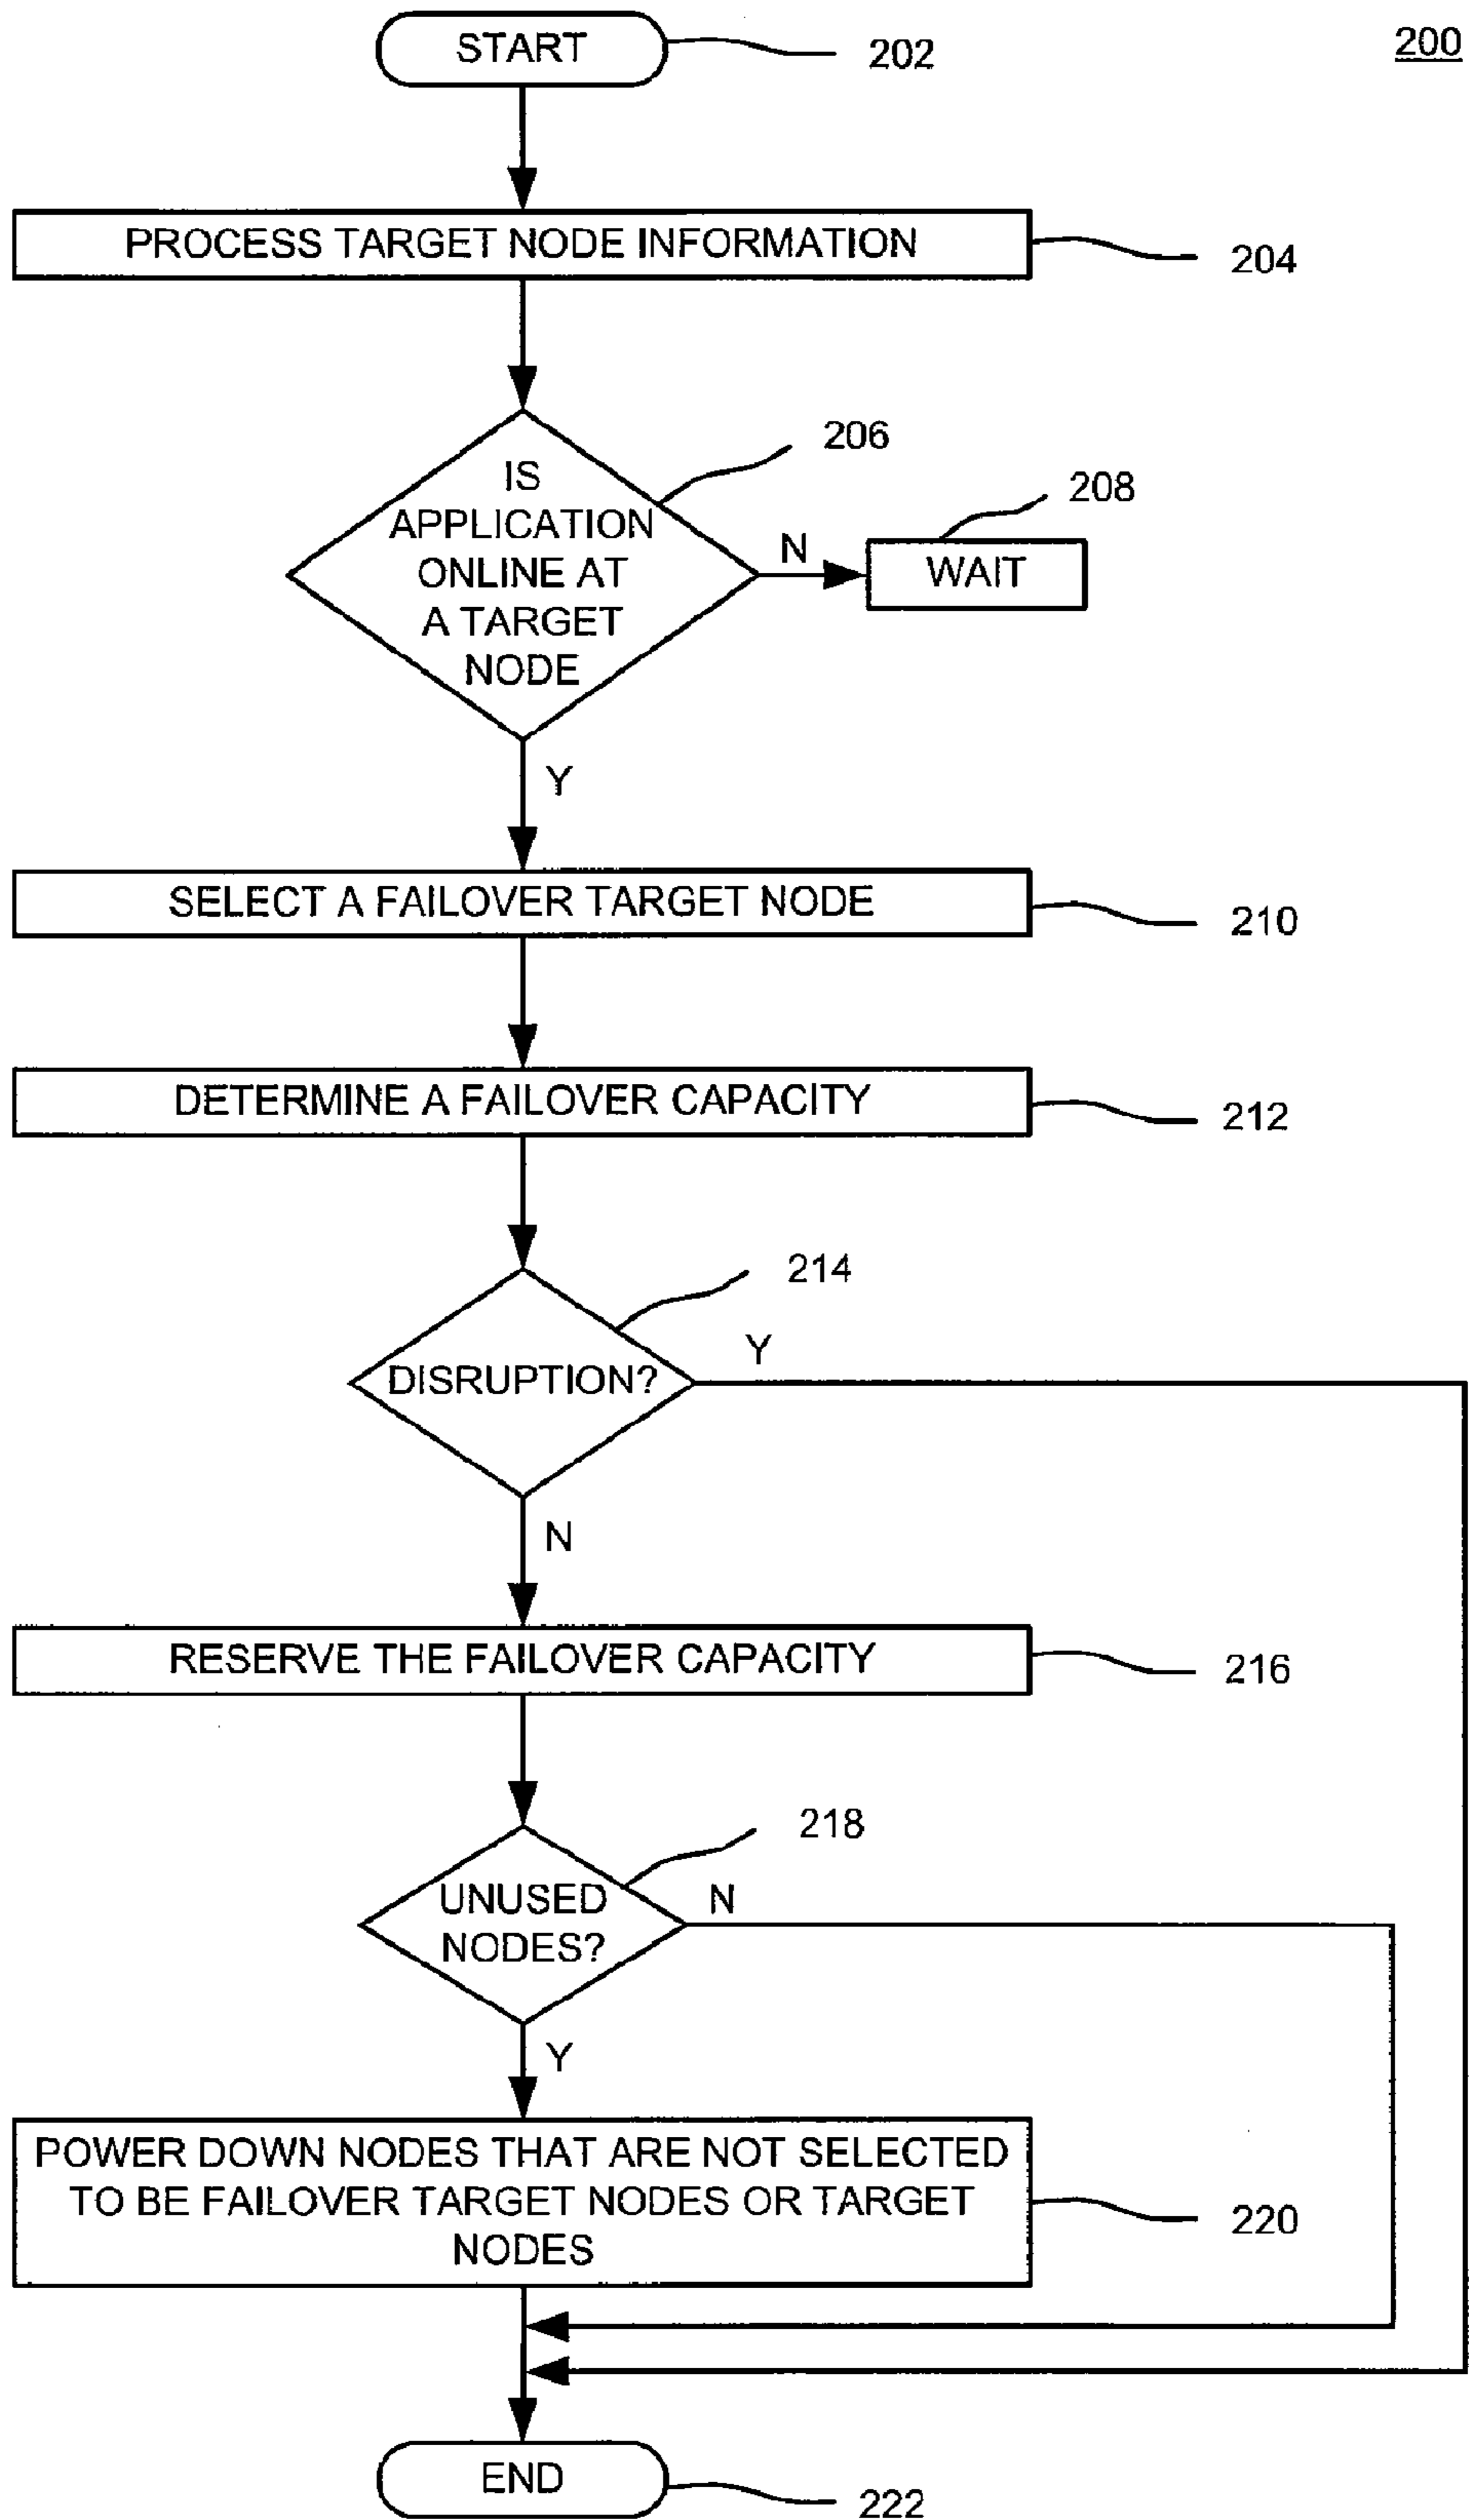 START
202
200
PROCESS TARGET NODE INFORMATION
204
IS
APPLICATION
ONLINE AT
A TARGET
NODE
206
N
208
WAIT
Y
SELECT A FAILOVER TARGET NODE
210
DETERMINE A FAILOVER CAPACITY
212
214
DISRUPTION?
Y
N
RESERVE THE FAILOVER CAPACITY
216
218
UNUSED
NODES?
N
Y
POWER DOWN NODES THAT ARE NOT SELECTED
TO BE FAILOVER TARGET NODES OR TARGET
NODES
220
END
222